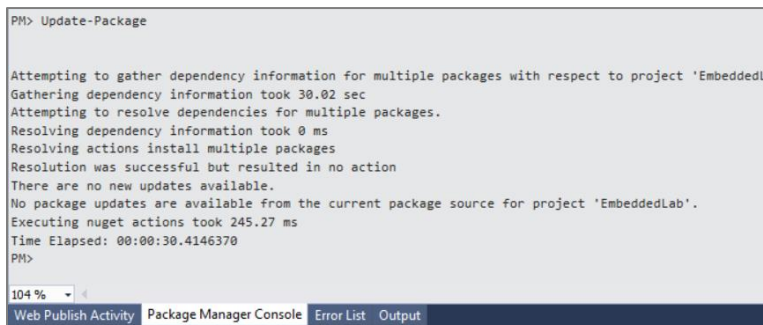 PM> Update-Package
Attempting to gather dependency information for multiple packages with respect to project 'Embedded
Gathering dependency information took 30.02 sec
Attempting to resolve dependencies for multiple packages.
Resolving dependency information took 0 ms
Resolving actions install multiple packages
Resolution was successful but resulted in no action
There are no new updates available.
No package updates are available from the current package source for project 'EmbeddedLab'.
Executing nuget actions took 245.27 ms
Time Elapsed: 00:00:30.4146370
PM>
104 %
Web Publish Activity Package Manager Console Error List Output